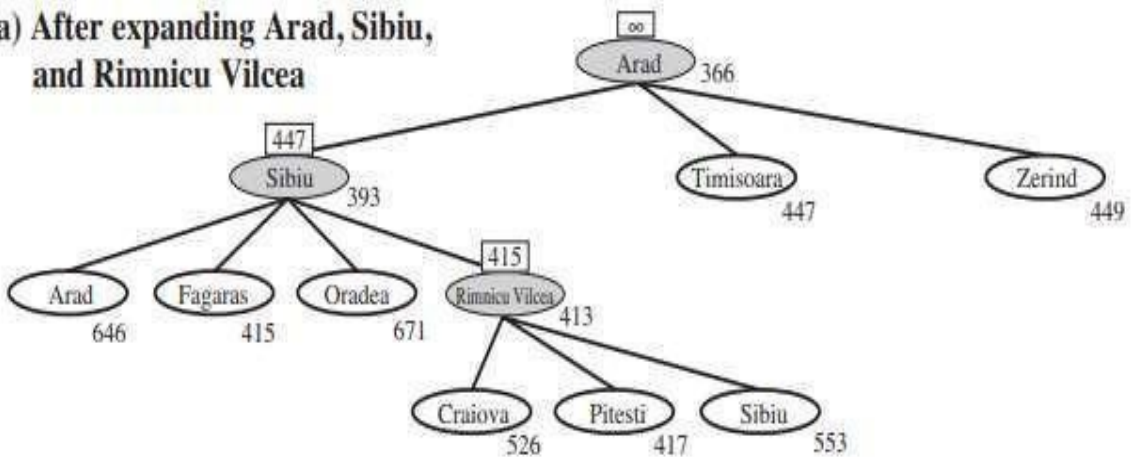 a) After expanding Arad, Sibiu,
and Rimnicu Vilcea
∞
Arad
366
447
Sibiu
393
Timisoara
447
Zerind
449
Arad
646
Fagaras
415
Oradea
671
415
Rimnicu Vilcea
413
Craiova
526
Pitesti
417
Sibiu
553